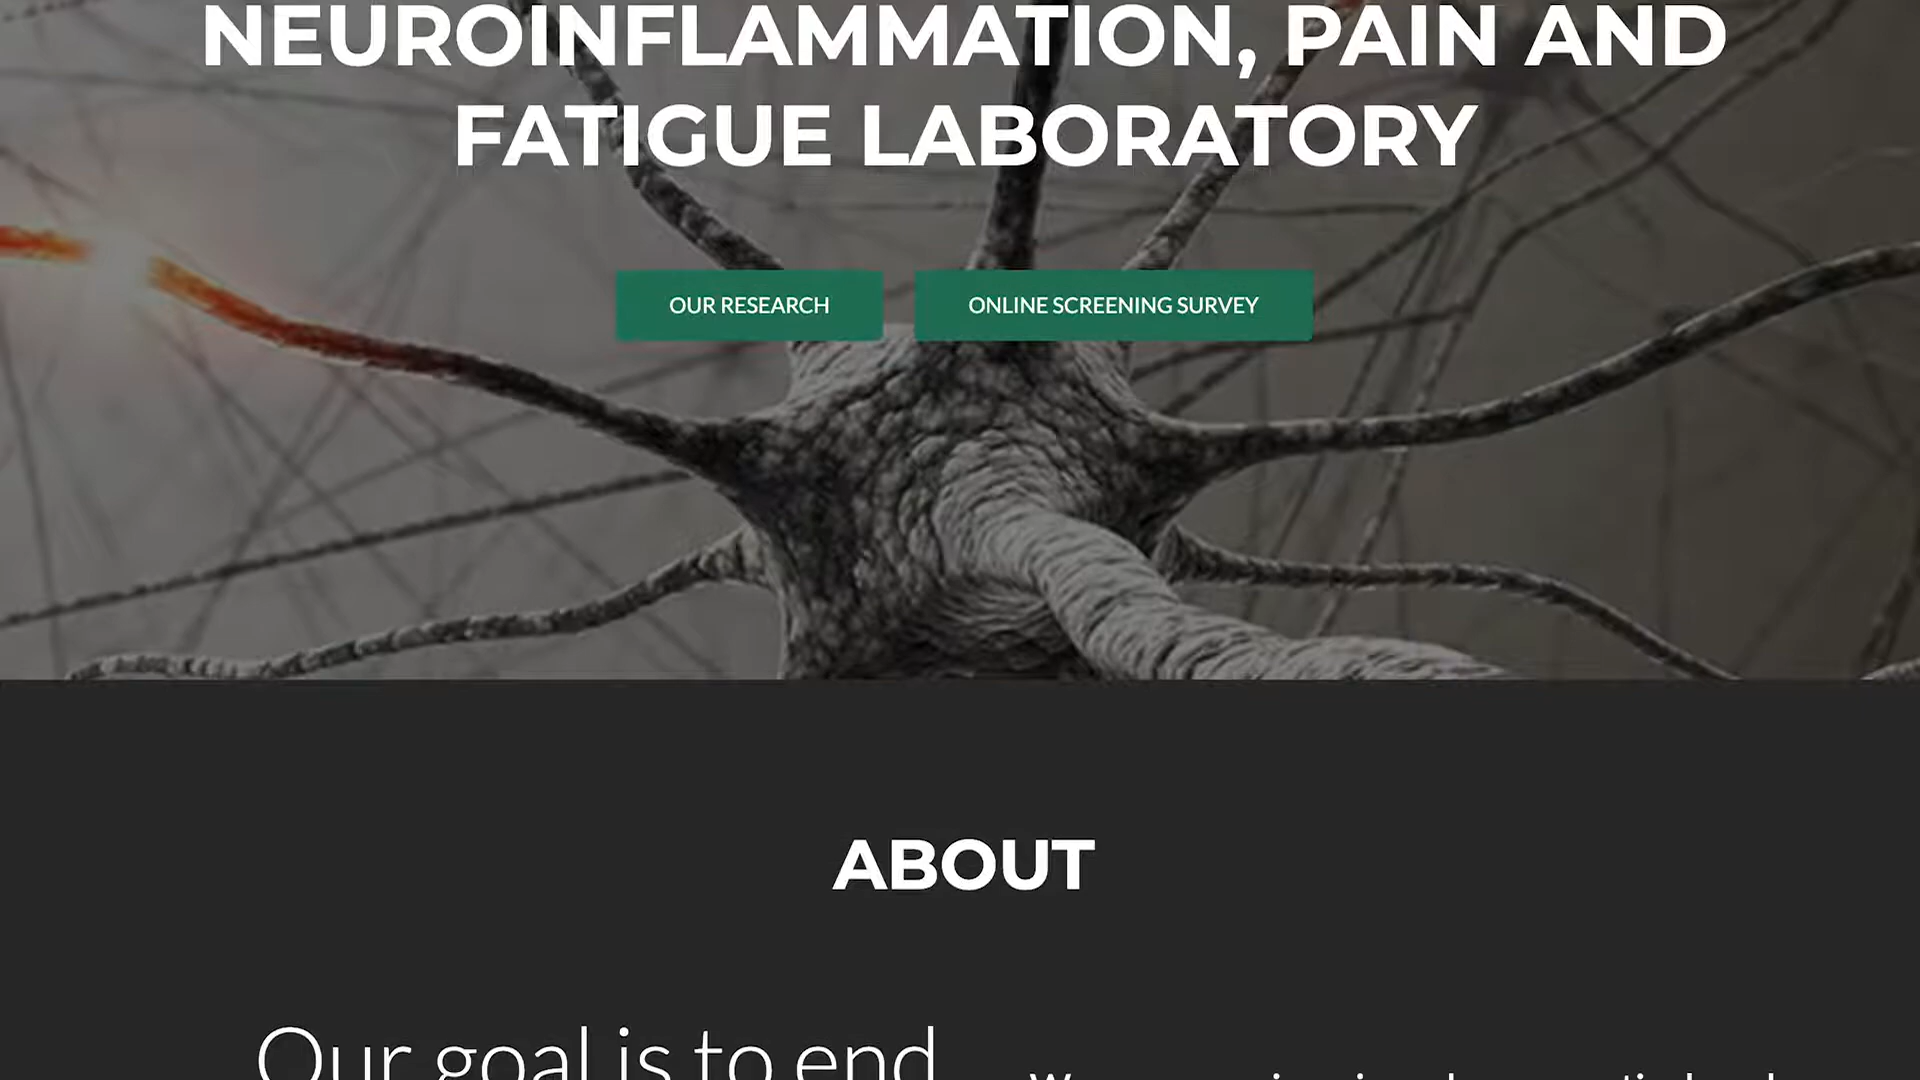 NEUROINFLAMMATION, PAIN AND
FATIGUE LABORATORY
OUR RESEARCH
ONLINE SCREENING SURVEY
ABOUT
Our goal is to end